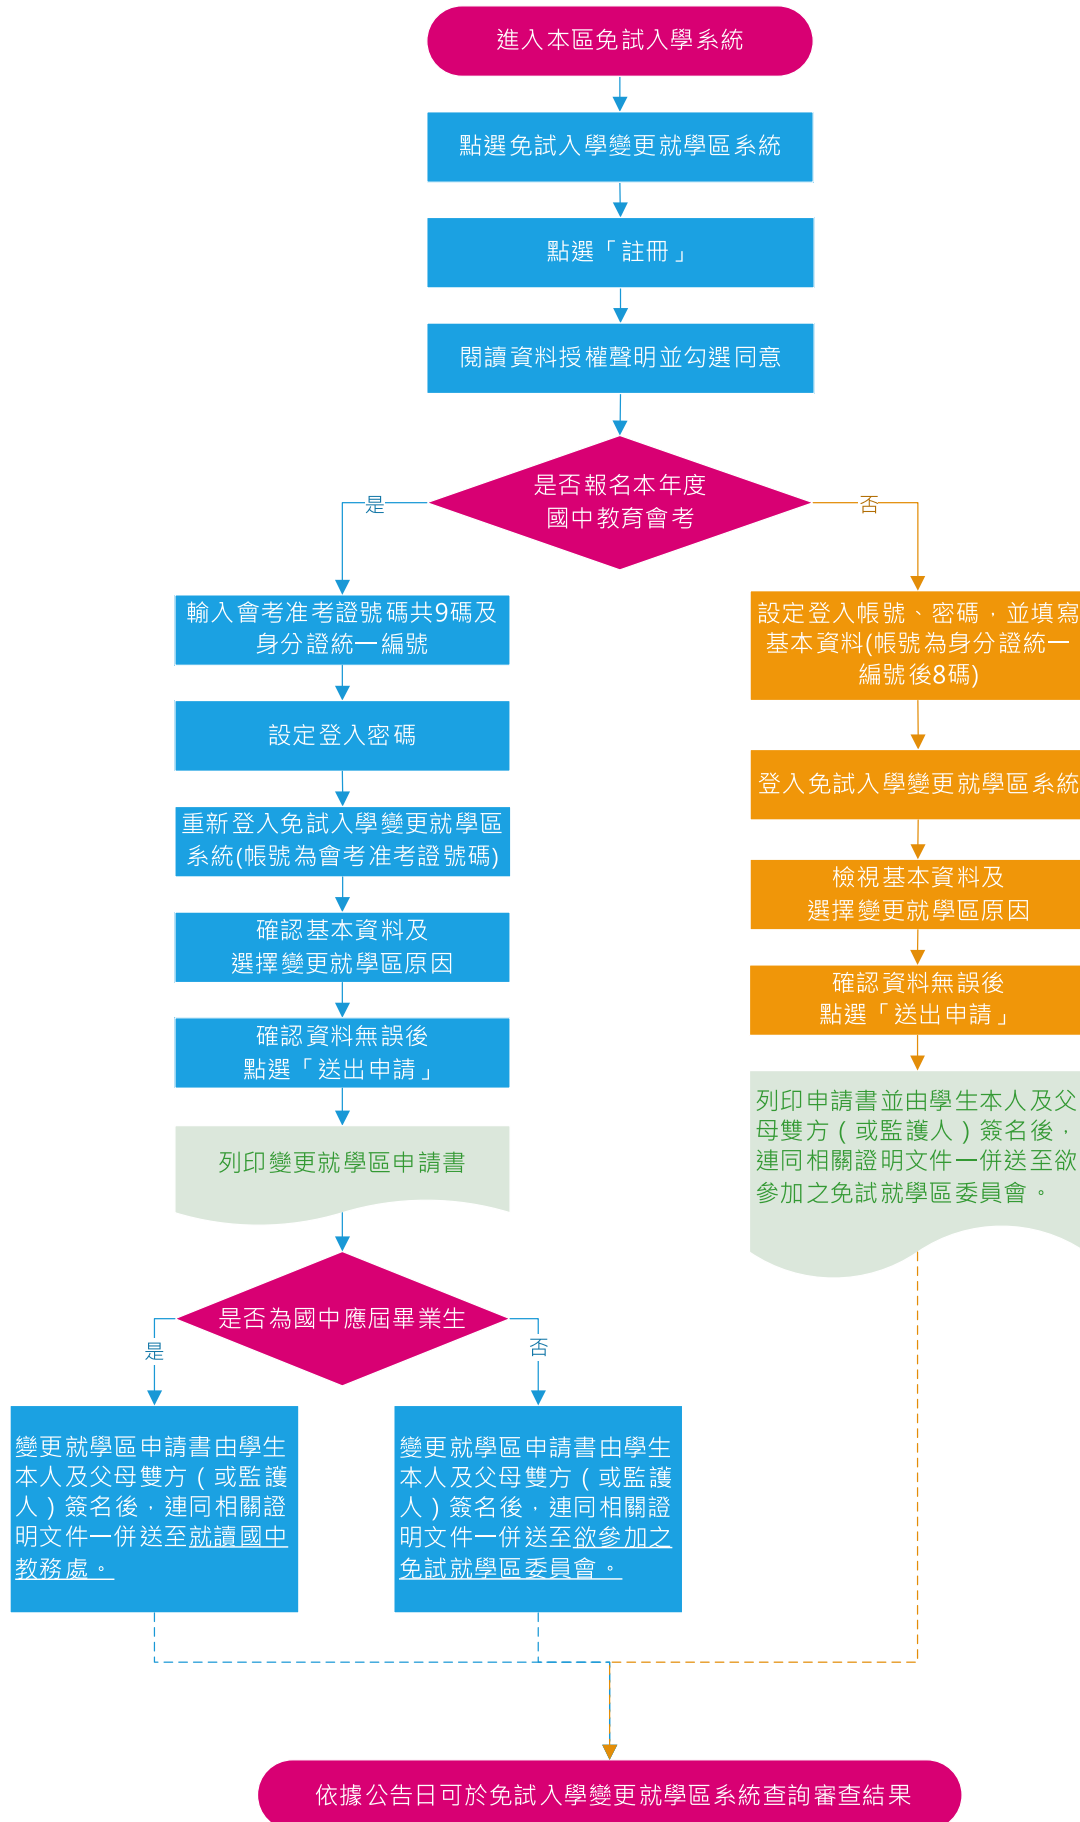 進入本區免試入學系統
點選免試入學變更就學區系統
點選「註冊」
閱讀資料授權聲明並勾選同意
是否報名本年度
國中教育會考
是
否
輸入會考准考證號碼共9碼及
身分證統一編號
設定登入密碼
重新登入免試入學變更就學區
系統(帳號為會考准考證號碼)
確認基本資料及
選擇變更就學區原因
確認資料無誤後
點選「送出申請」
列印變更就學區申請書
是否為國中應屆畢業生
是
否
變更就學區申請書由學生
本人及父母雙方（或監護
人）簽名後，連同相關證
明文件一併送至就讀國中
教務處。
變更就學區申請書由學生
本人及父母雙方（或監護
人）簽名後，連同相關證
明文件一併送至欲參加之
免試就學區委員會。
設定登入帳號、密碼，並填寫
基本資料(帳號為身分證統一
編號後8碼)
登入免試入學變更就學區系統
檢視基本資料及
選擇變更就學區原因
確認資料無誤後
點選「送出申請」
列印申請書並由學生本人及父
母雙方（或監護人）簽名後，
連同相關證明文件一併送至欲
參加之免試就學區委員會。
依據公告日可於免試入學變更就學區系統查詢審查結果